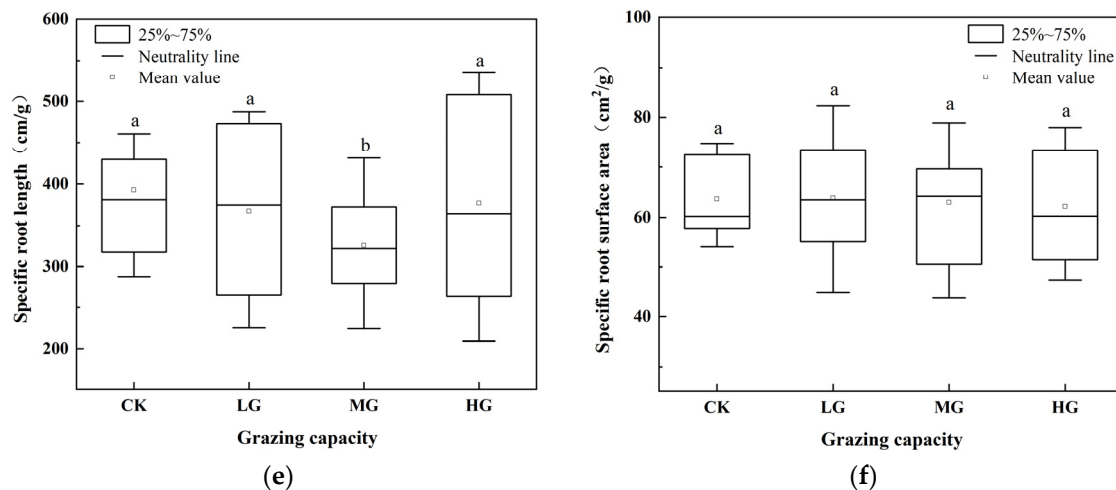 600
500
400
300
200
Specific root length (cm/g)
25%~75%
Neutrality line
Mean value
a
a
b
a
CK
LG
MG
HG
Grazing capacity
(e)
100
80
60
40
Specific root surface area（cm²/g）
25%~75%
Neutrality line
Mean value
a
a
a
a
CK
LG
MG
HG
Grazing capacity
(f)